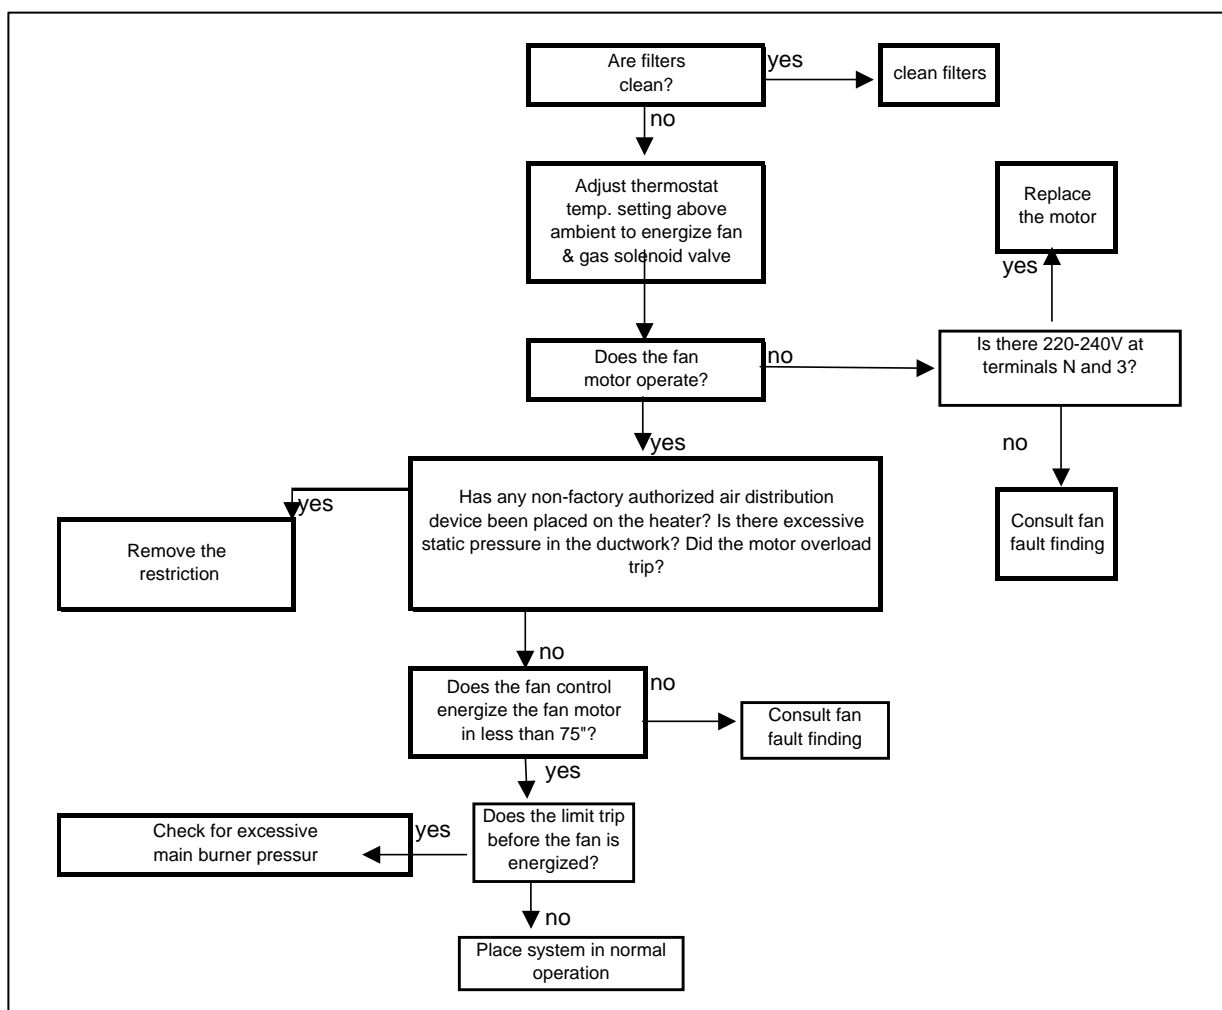 Are filters
clean?
yes
clean filters
no
Adjust thermostat
temp. setting above
ambient to energize fan
& gas solenoid valve
Replace
the motor
yes
Does the fan
motor operate?
no
Is there 220-240V at
terminals N and 3?
no
Consult fan
fault finding
yes
Has any non-factory authorized air distribution
device been placed on the heater? Is there excessive
static pressure in the ductwork? Did the motor overload
trip?
yes
Remove the
restriction
no
Does the fan control
energize the fan motor
in less than 75"?
no
Consult fan
fault finding
yes
Does the limit trip
before the fan is
energized?
yes
Check for excessive
main burner pressur
no
Place system in normal
operation